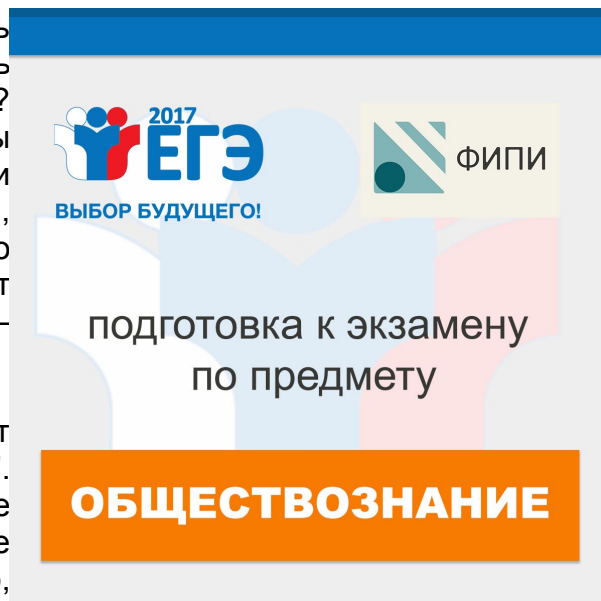 2017
ЕГЭ
ВЫБОР БУДУЩЕГО!
ФИПИ
подготовка к экзамену
по предмету
ОБЩЕСТВОЗНАНИЕ